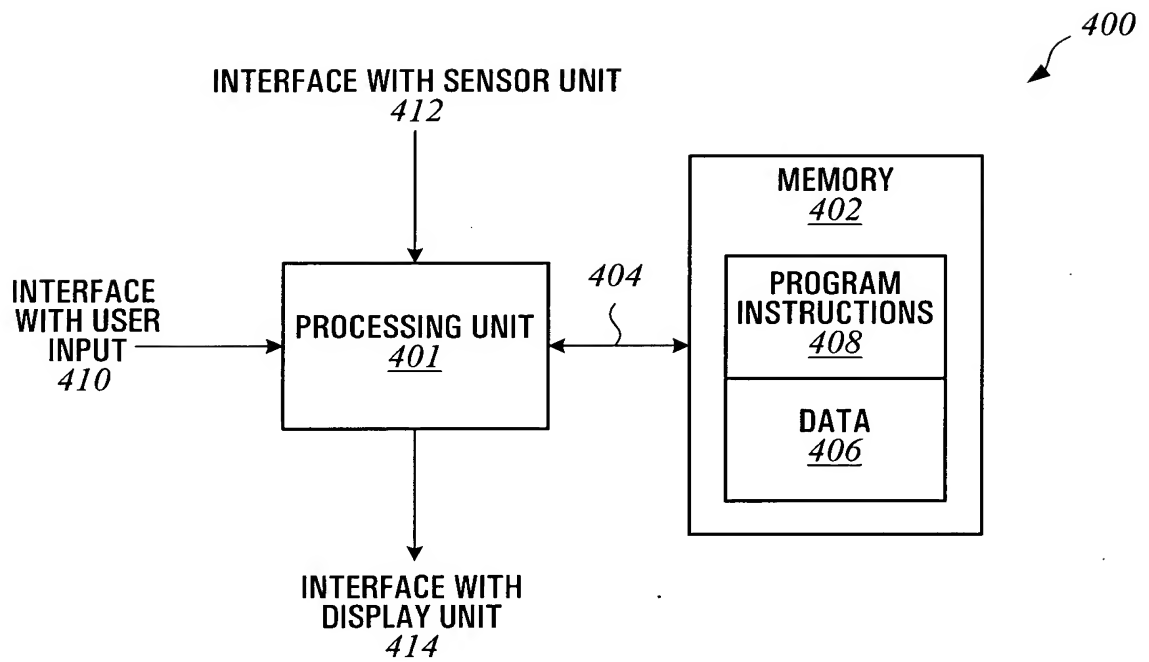 400
INTERFACE WITH SENSOR UNIT
412
MEMORY
402
INTERFACE
WITH USER
INPUT
410
PROCESSING UNIT
401
404
PROGRAM
INSTRUCTIONS
408
DATA
406
INTERFACE WITH
DISPLAY UNIT
414